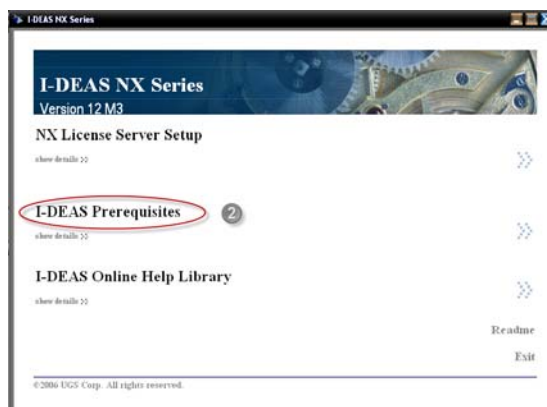 I-DEAS NX Series
I-DEAS NX Series
Version 12 M3
NX License Server Setup
show details >>
I-DEAS Prerequisites
2
show details >>
I-DEAS Online Help Library
show details >>
Readme
Exit
©2006 UGS Corp. All rights reserved.